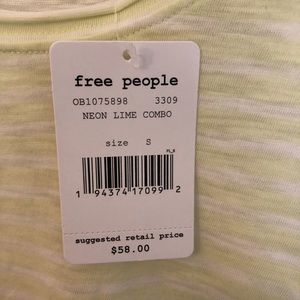 free people
OB1075898 3309
NEON LIME COMBO
size S
1 94374 17099 2
suggested retail price
$58.00